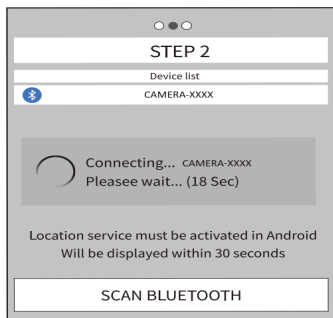 STEP 2
Device list
CAMERA-XXXX
Connecting... CAMERA-XXXX
Pleasee wait... (18 Sec)
Location service must be activated in Android
Will be displayed within 30 seconds
SCAN BLUETOOTH